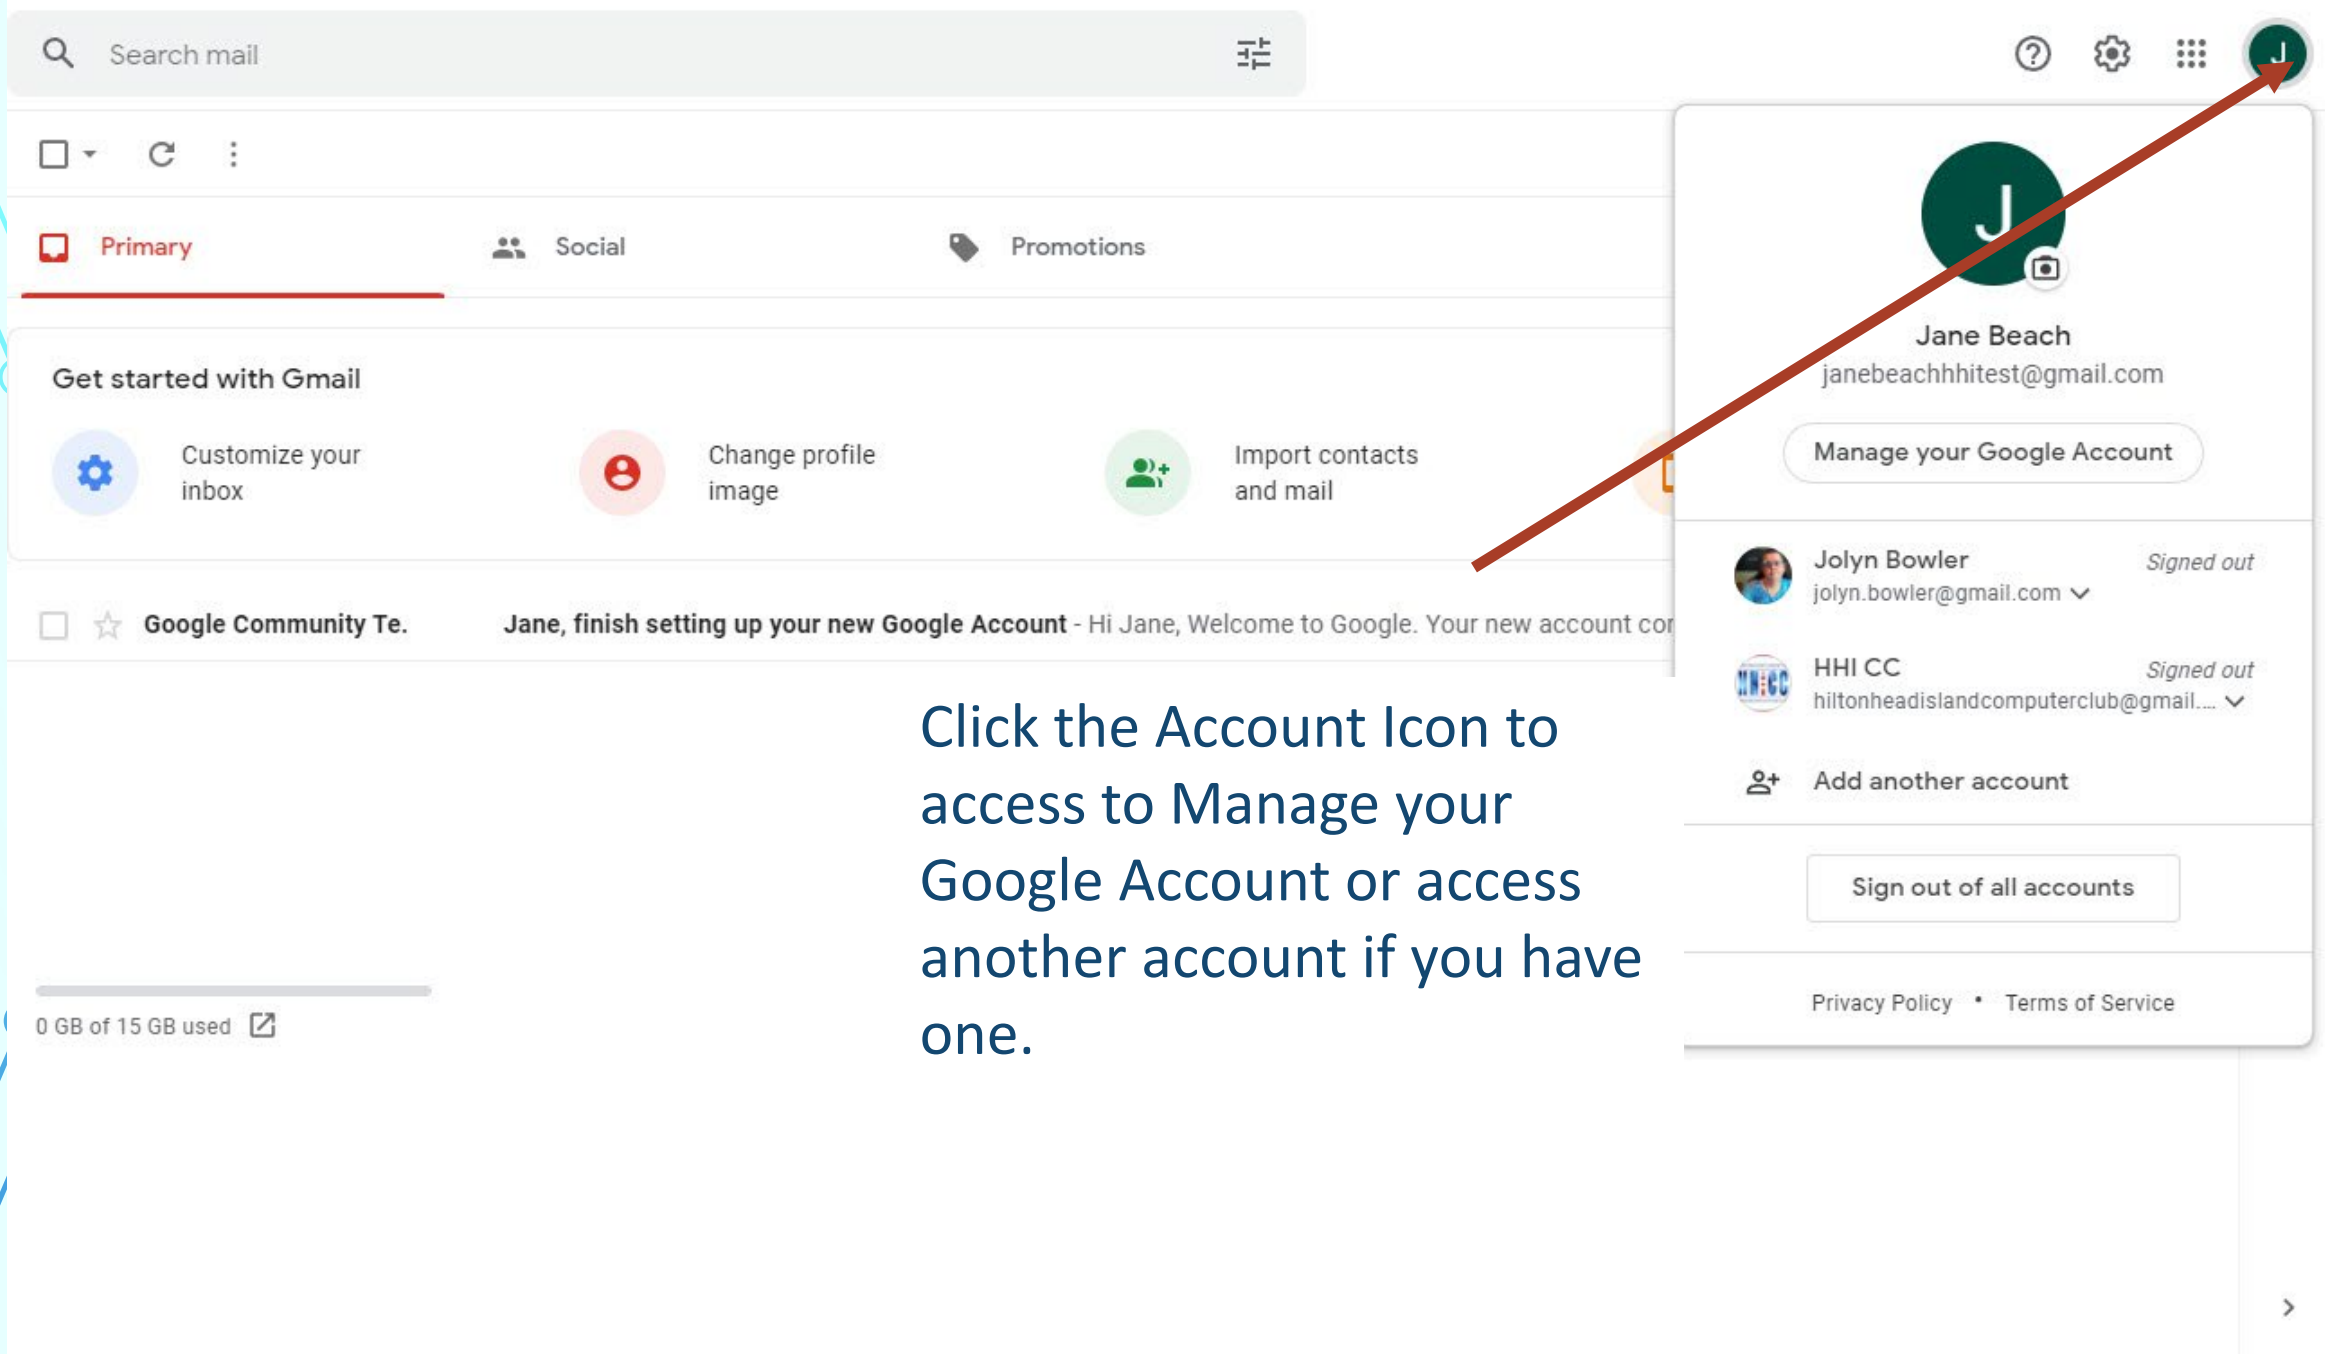 Search mail
J
Primary
Social
Promotions
J
Jane Beach
janebeachhhitest@gmail.com
Manage your Google Account
Get started with Gmail
Customize your
inbox
Change profile
image
Import contacts
and mail
Jolyn Bowler
Signed out
jolyn.bowler@gmail.com
Google Community Te.
Jane, finish setting up your new Google Account - Hi Jane, Welcome to Google. Your new account cor
HHICC
HHI CC
Signed out
hiltonheadislandcomputerclub@gmail....
Add another account
Sign out of all accounts
Privacy Policy • Terms of Service
Click the Account Icon to
access to Manage your
Google Account or access
another account if you have
one.
0 GB of 15 GB used